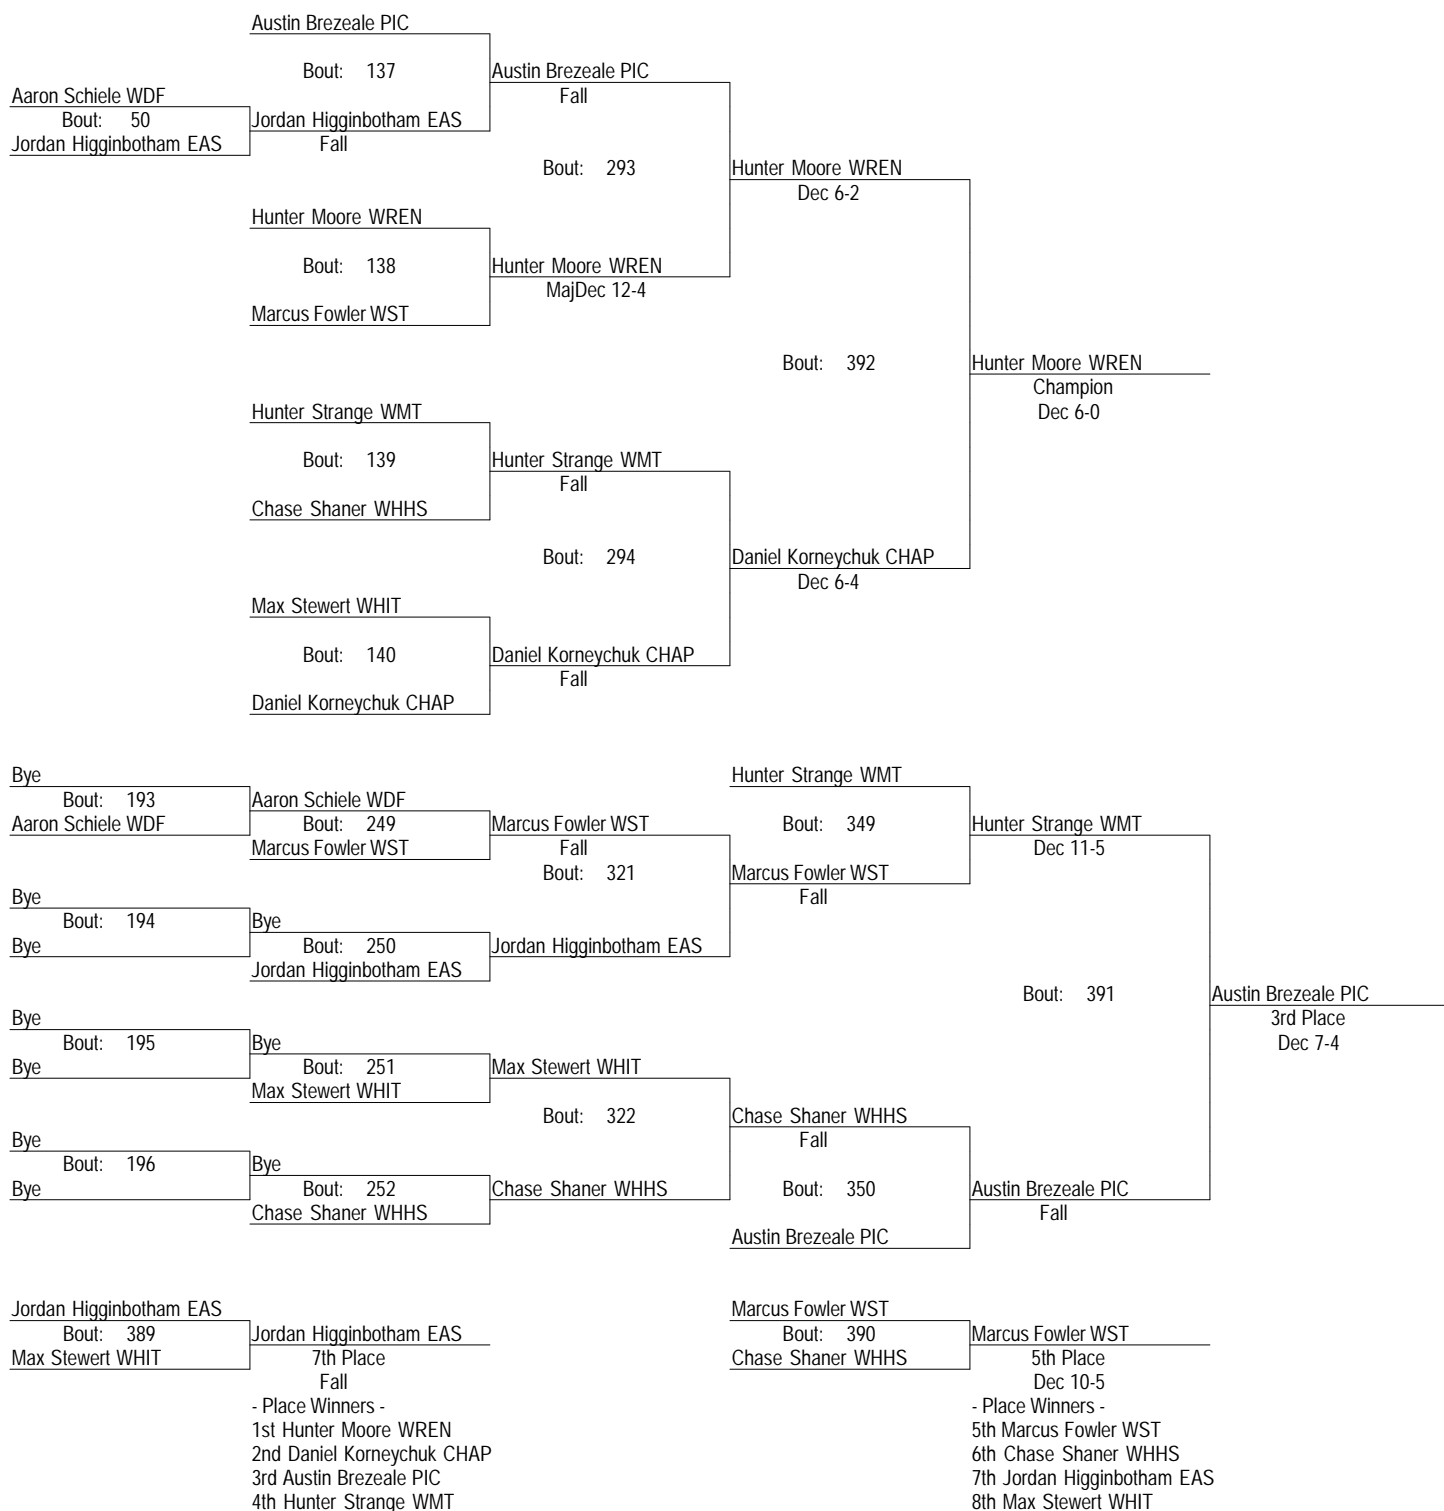 Austin Brezeale PIC
Bout: 137
Austin Brezeale PIC
Fall
Aaron Schiele WDF
Bout: 50
Jordan Higginbotham EAS
Jordan Higginbotham EAS
Fall
Bout: 293
Hunter Moore WREN
Dec 6-2
Hunter Moore WREN
Bout: 138
Hunter Moore WREN
MajDec 12-4
Marcus Fowler WST
Bout: 392
Hunter Moore WREN
Champion
Dec 6-0
Hunter Strange WMT
Bout: 139
Hunter Strange WMT
Fall
Chase Shaner WHHS
Bout: 294
Daniel Korneychuk CHAP
Dec 6-4
Max Stewert WHIT
Bout: 140
Daniel Korneychuk CHAP
Fall
Daniel Korneychuk CHAP
Bye
Bout: 193
Aaron Schiele WDF
Aaron Schiele WDF
Bout: 249
Marcus Fowler WST
Marcus Fowler WST
Fall
Bout: 321
Hunter Strange WMT
Bout: 349
Marcus Fowler WST
Fall
Hunter Strange WMT
Dec 11-5
Bye
Bout: 194
Bye
Bye
Bout: 250
Jordan Higginbotham EAS
Jordan Higginbotham EAS
Bout: 391
Austin Brezeale PIC
3rd Place
Dec 7-4
Bye
Bout: 195
Bye
Bye
Bout: 251
Max Stewert WHIT
Max Stewert WHIT
Bout: 322
Chase Shaner WHHS
Fall
Bye
Bout: 196
Bye
Bye
Bout: 252
Chase Shaner WHHS
Chase Shaner WHHS
Bout: 350
Austin Brezeale PIC
Austin Brezeale PIC
Fall
Jordan Higginbotham EAS
Bout: 389
Max Stewert WHIT
Jordan Higginbotham EAS
7th Place
Fall
- Place Winners -
1st Hunter Moore WREN
2nd Daniel Korneychuk CHAP
3rd Austin Brezeale PIC
4th Hunter Strange WMT
Marcus Fowler WST
Bout: 390
Chase Shaner WHHS
Marcus Fowler WST
5th Place
Dec 10-5
- Place Winners -
5th Marcus Fowler WST
6th Chase Shaner WHHS
7th Jordan Higginbotham EAS
8th Max Stewert WHIT